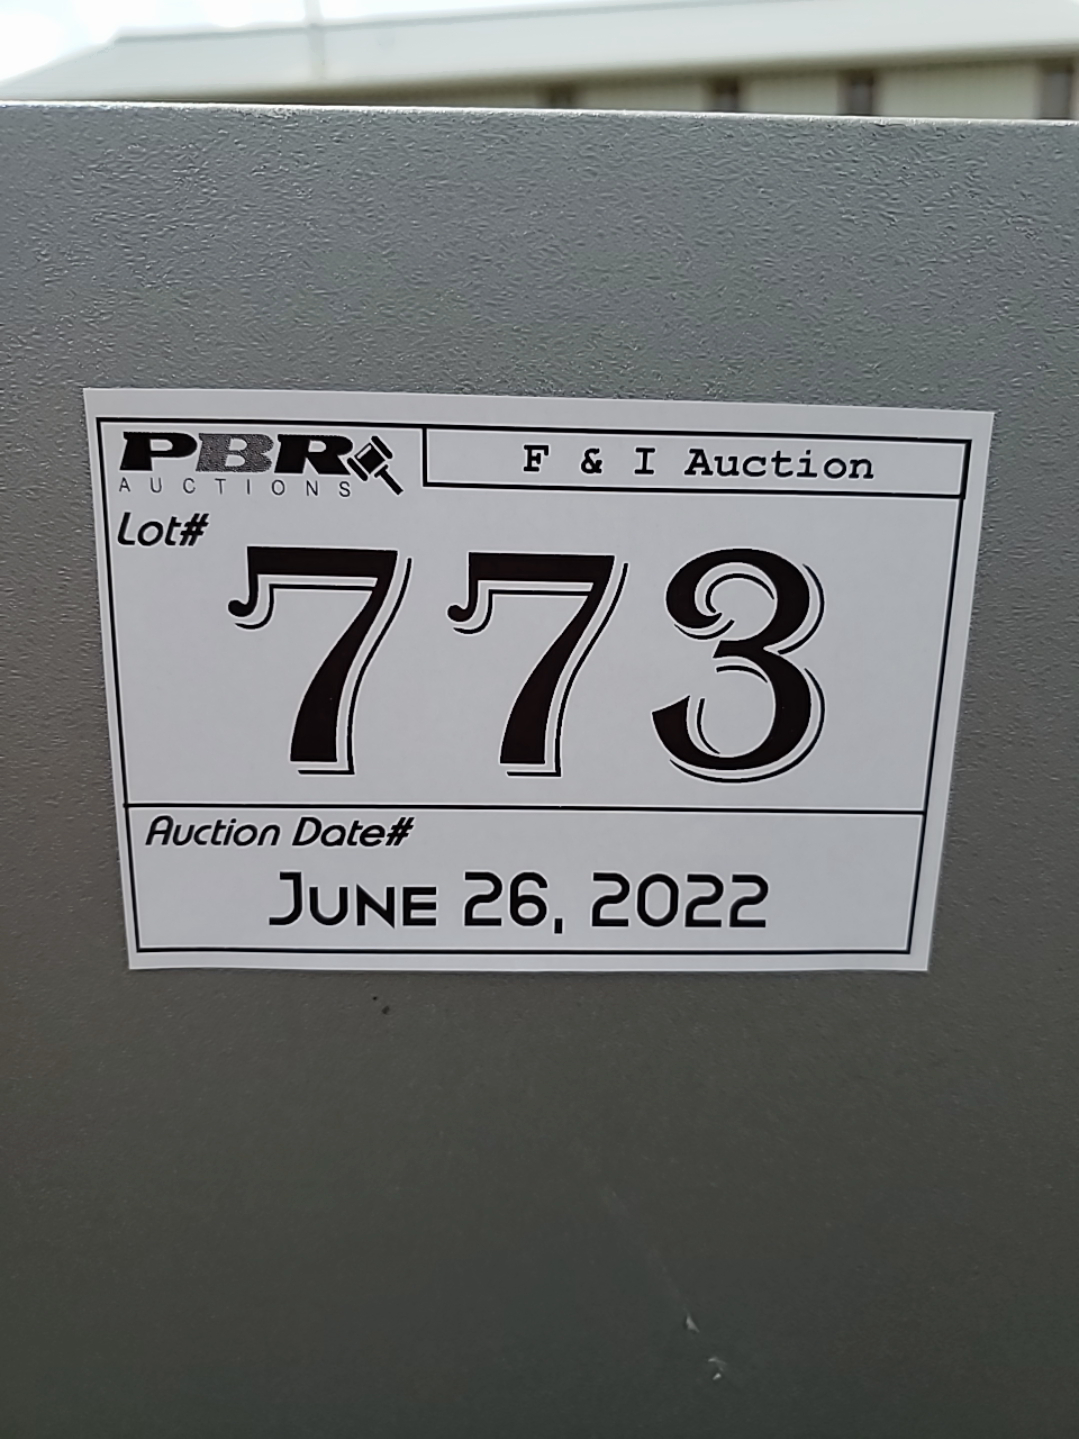 PBR
AUCTIONS
F & I Auction
Lot#
773
Auction Date#
June 26, 2022